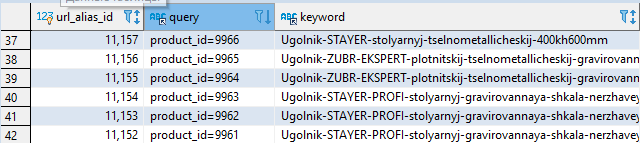 123 url_alias_id ABC query ABC keyword
37 11,157 product_id=9966 Ugolnik-STAYER-stolyarnyj-tselnometallicheskij-400kh600mm
38 11,156 product_id=9965 Ugolnik-ZUBR-EKSPERT-plotnitskij-tselnometallicheskij-gravirovann
39 11,155 product_id=9964 Ugolnik-ZUBR-EKSPERT-plotnitskij-tselnometallicheskij-gravirovann
40 11,154 product_id=9963 Ugolnik-STAYER-PROFI-stolyarnyj-gravirovannaya-shkala-nerzhavey
41 11,153 product_id=9962 Ugolnik-STAYER-PROFI-stolyarnyj-gravirovannaya-shkala-nerzhavey
42 11,152 product_id=9961 Ugolnik-STAYER-PROFI-stolyarnyj-gravirovannaya-shkala-nerzhavey